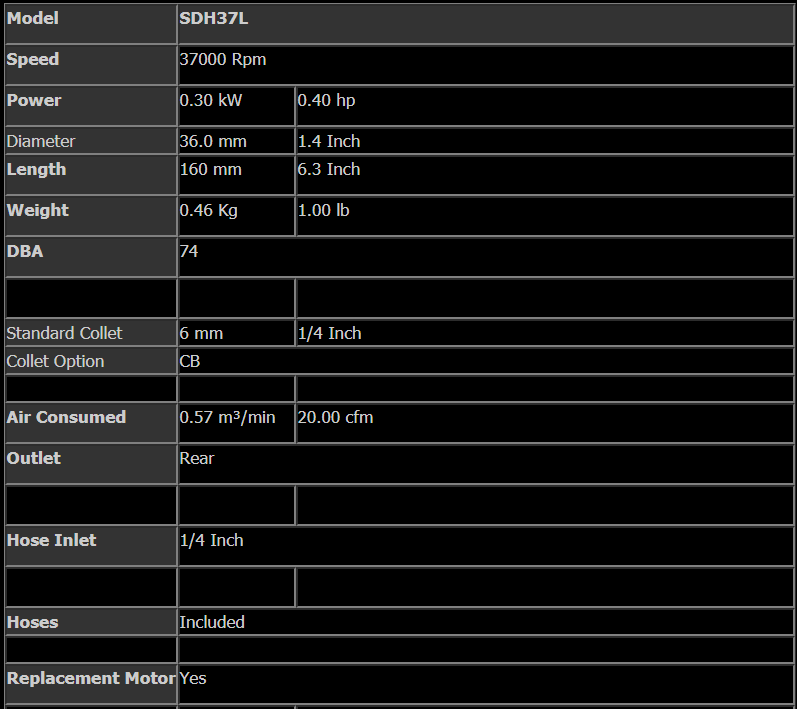 Model SDH37L
Speed 37000 Rpm
Power 0.30 kW 0.40 hp
Diameter 36.0 mm 1.4 Inch
Length 160 mm 6.3 Inch
Weight 0.46 Kg 1.00 lb
DBA 74
Standard Collet 6 mm 1/4 Inch
Collet Option CB
Air Consumed 0.57 m³/min 20.00 cfm
Outlet Rear
Hose Inlet 1/4 Inch
Hoses Included
Replacement Motor Yes